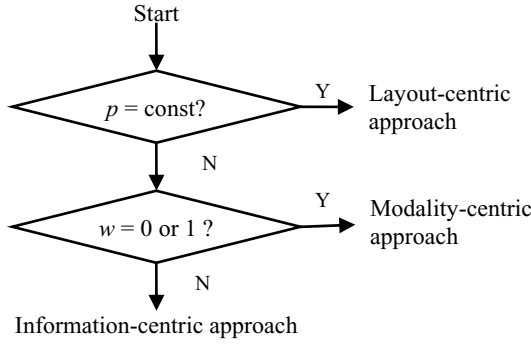 Start
p = const?
Y
Layout-centric
approach
N
w = 0 or 1 ?
Y
Modality-centric
approach
N
Information-centric approach